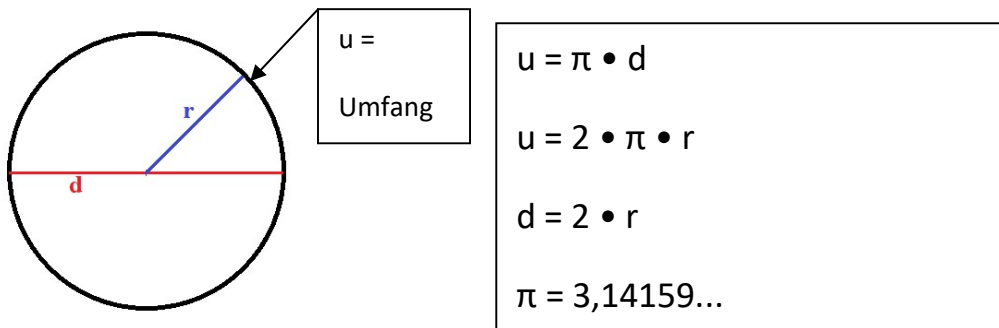 u =
Umfang
r
d
u = π • d
u = 2 • π • r
d = 2 • r
π = 3,14159...